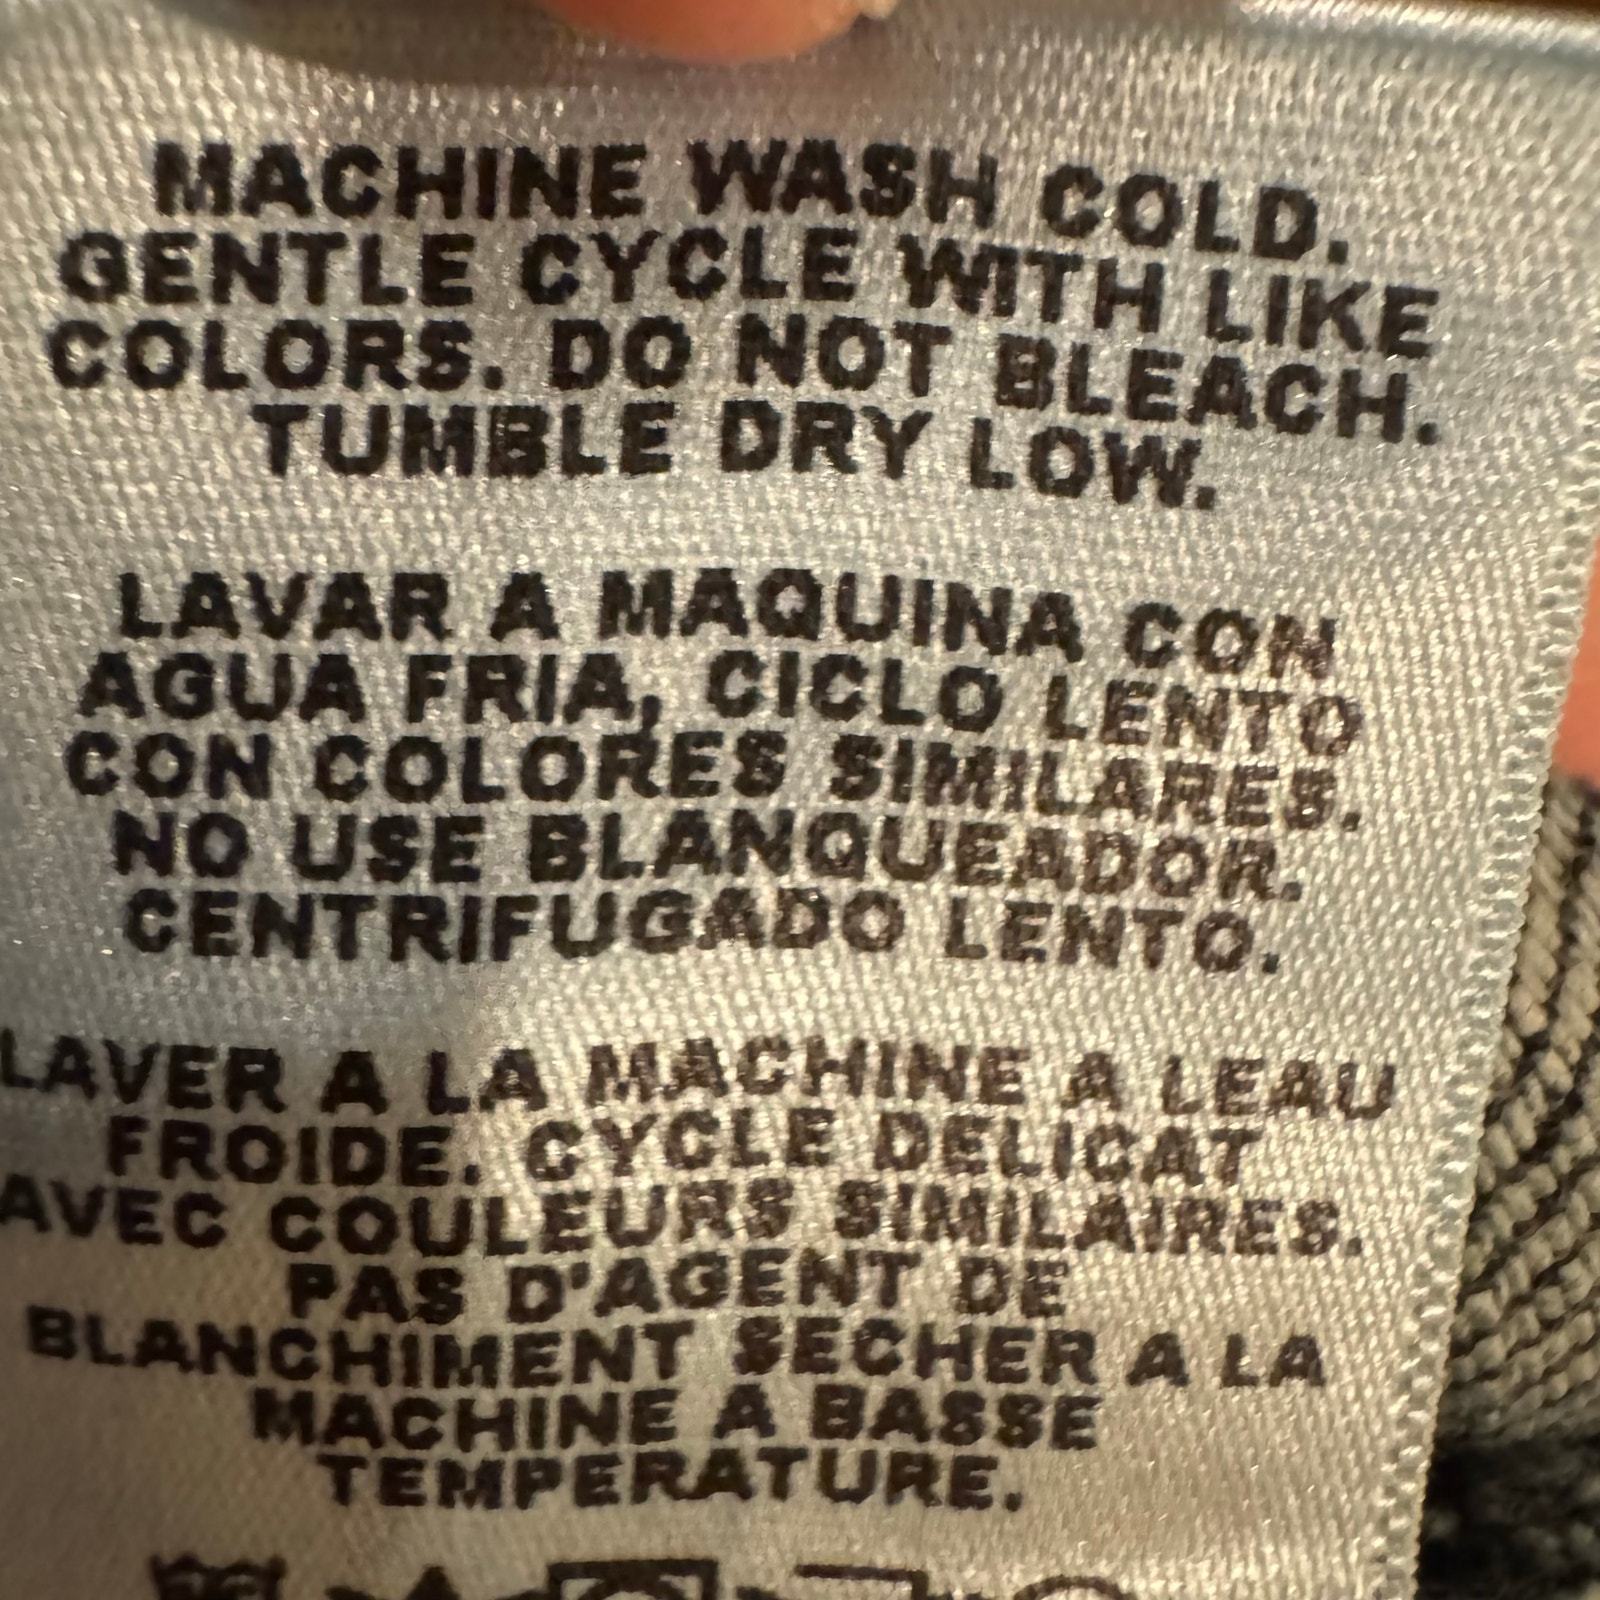 MACHINE WASH COLD.
GENTLE CYCLE WITH LIKE
COLORS. DO NOT BLEACH.
TUMBLE DRY LOW.
LAVAR A MAQUINA CON
AGUA FRIA, CICLO LENTO
CON COLORES SIMILARES.
NO USE BLANQUEADOR.
CENTRIFUGADO LENTO.
LAVER A LA MACHINE A LEAU
FROIDE. CYCLE DELICAT
AVEC COULEURS SIMILAIRES.
PAS D'AGENT DE
BLANCHIMENT SECHER A LA
MACHINE A BASSE
TEMPERATURE.